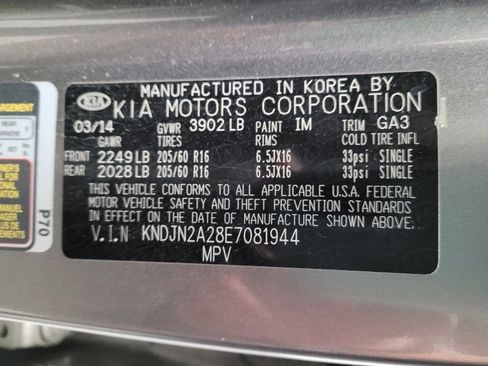 MANUFACTURED IN KOREA BY
KIA KIA MOTORS CORPORATION
03/14 GVWR 3902 LB PAINT IM TRIM GA3
GAWR TIRES RIMS COLD TIRE INFL
FRONT 2249 LB 205/60 R16 6.5JX16 33psi SINGLE
REAR 2028 LB 205/60 R16 6.5JX16 33psi SINGLE
THIS VEHICLE CONFORMS TO ALL APPLICABLE U.S.A. FEDERAL
MOTOR VEHICLE SAFETY AND THEFT PREVENTION STANDARDS
IN EFFECT ON THE DATE OF MANUFACTURE SHOWN ABOVE.
V.I.N KNDJN2A28E7081944
MPV
P70
REAR